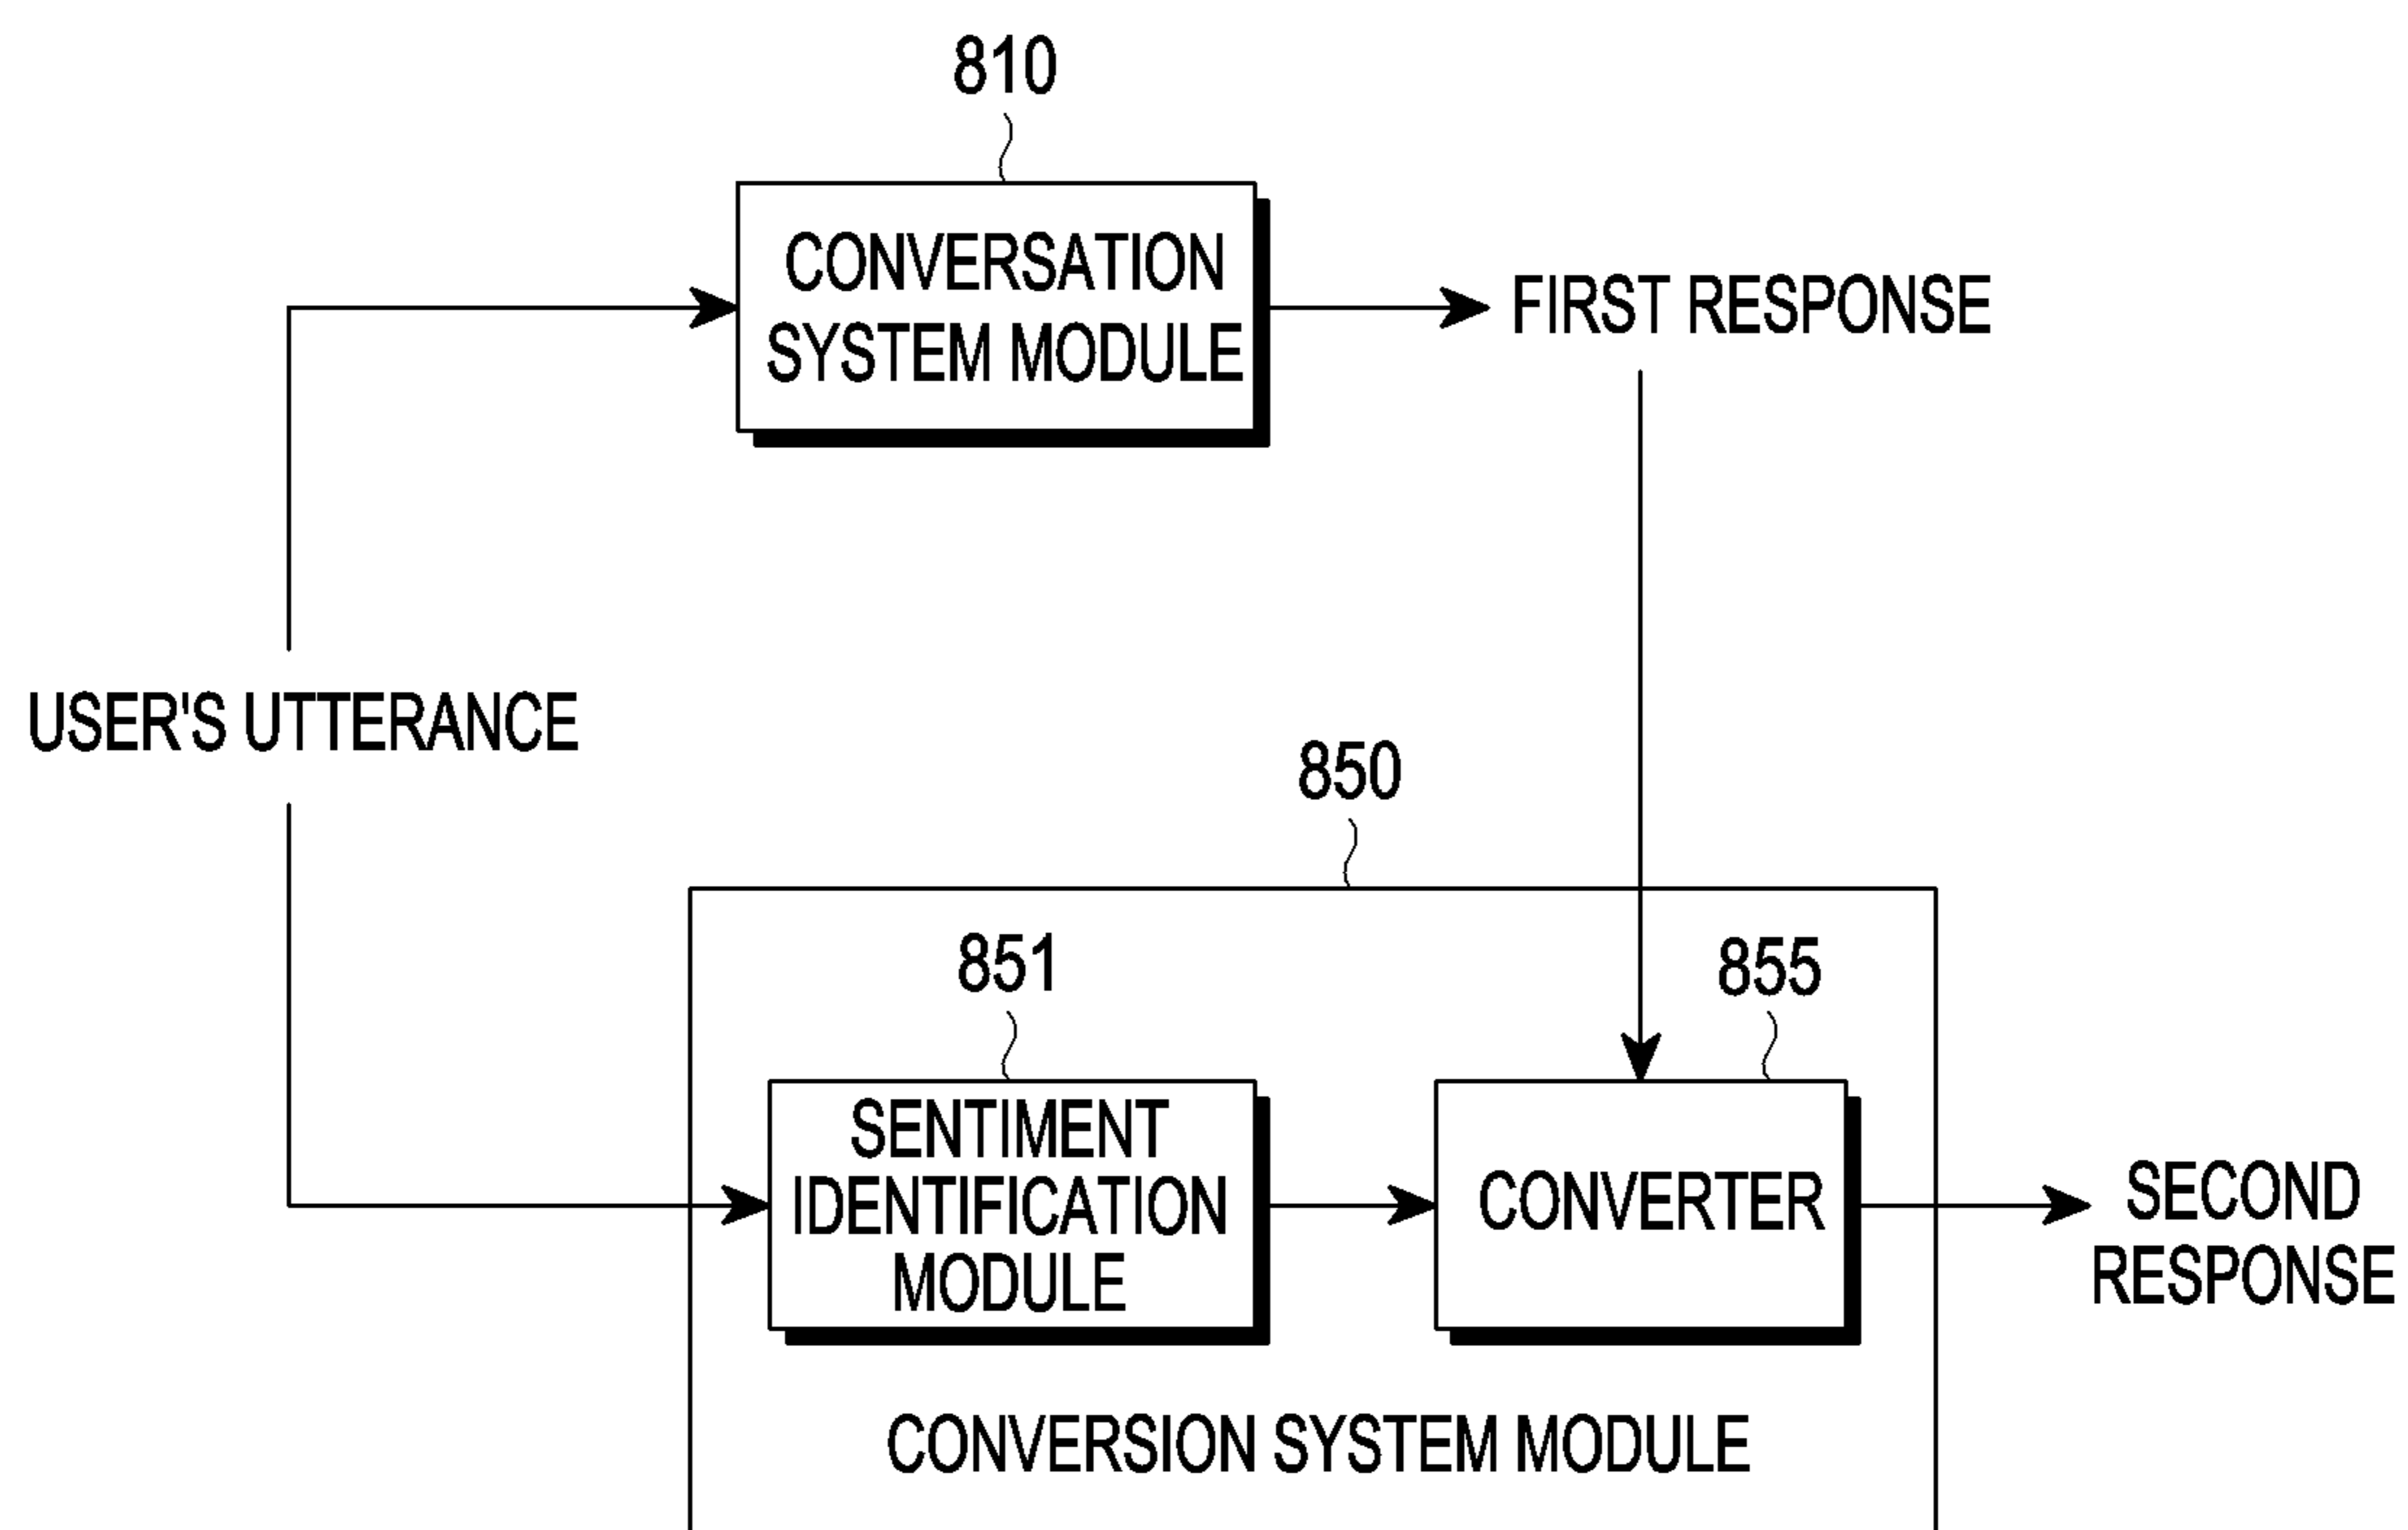 810
CONVERSATION
SYSTEM MODULE
FIRST RESPONSE
USER'S UTTERANCE
850
851
855
SENTIMENT
IDENTIFICATION
MODULE
CONVERTER
SECOND
RESPONSE
CONVERSION SYSTEM MODULE